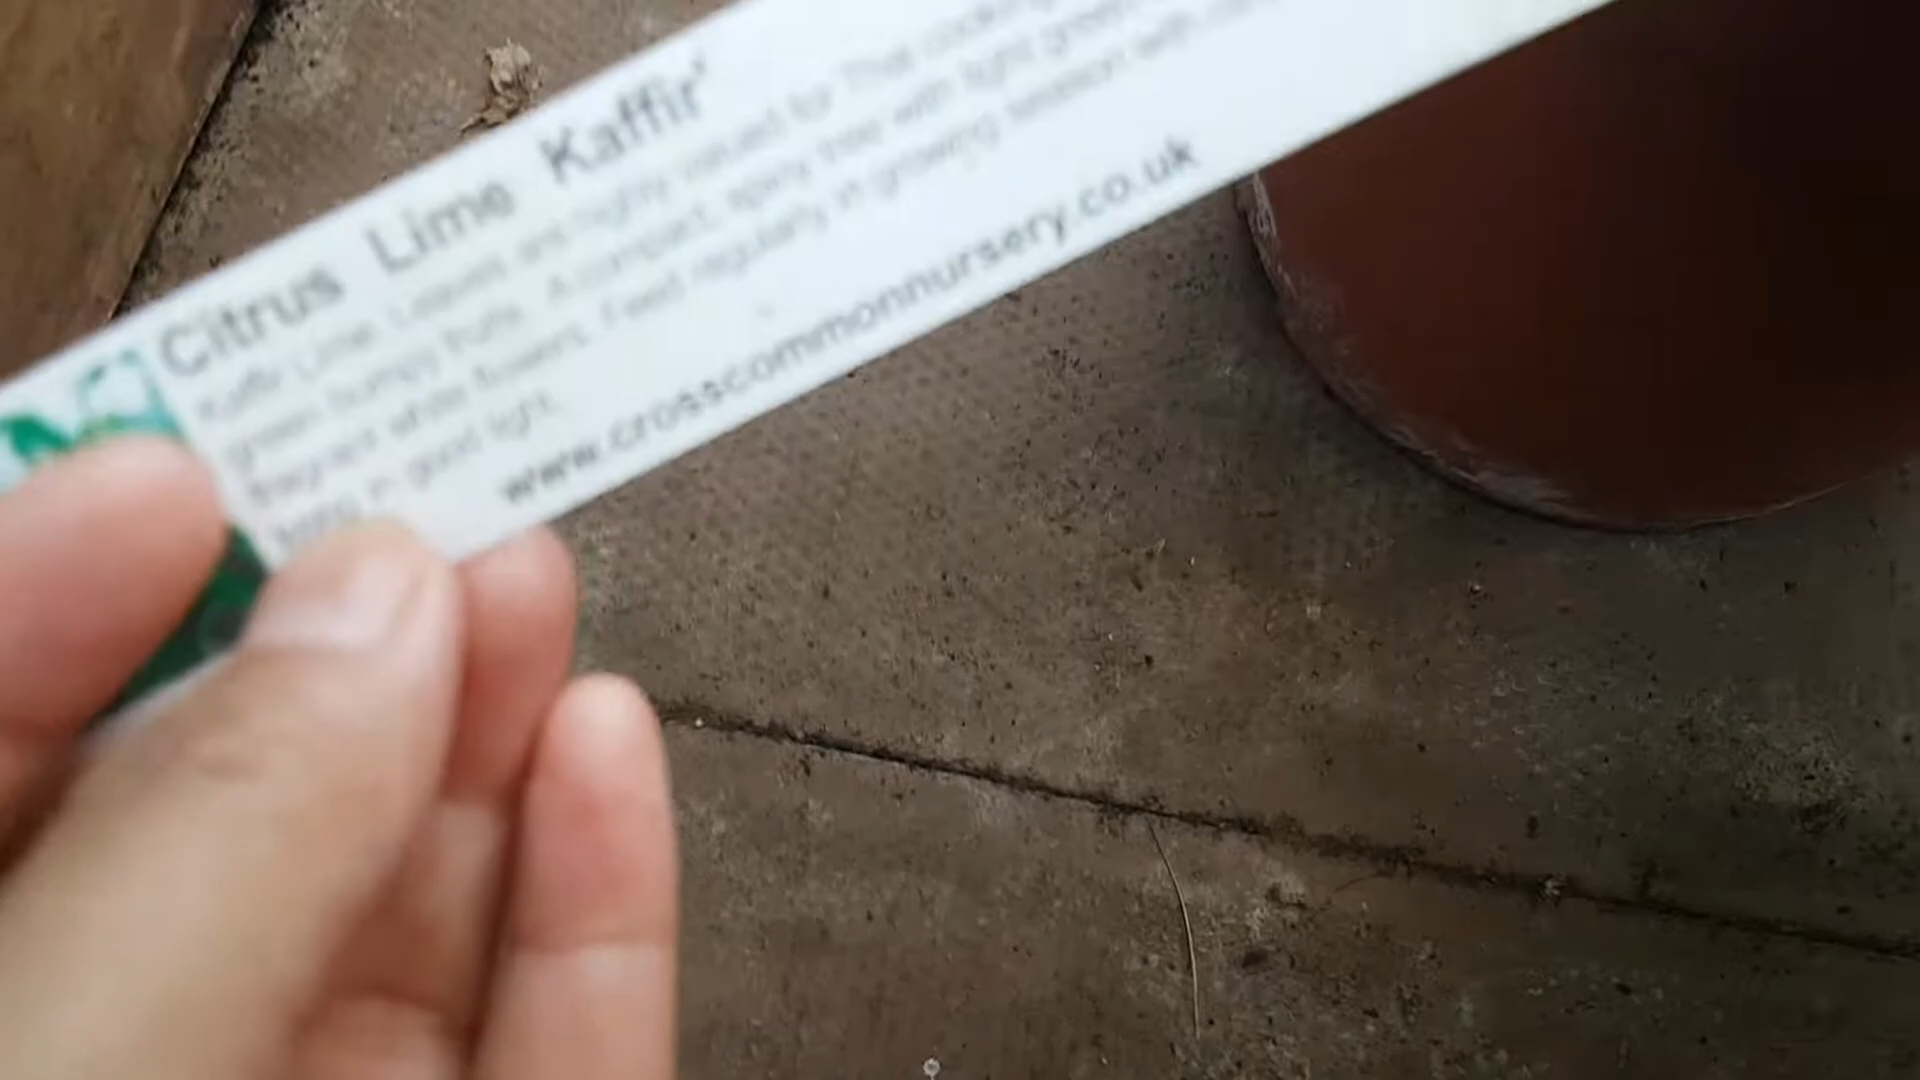 Citrus Lime Kaffir'
Kaffir Lime. Leaves are highly valued for Thai cooking
green bumpy fruits. A compact, spiny tree with light green
fragrant white flowers. Feed regularly in growing season with
in good light.
www.crosscommonnursery.co.uk